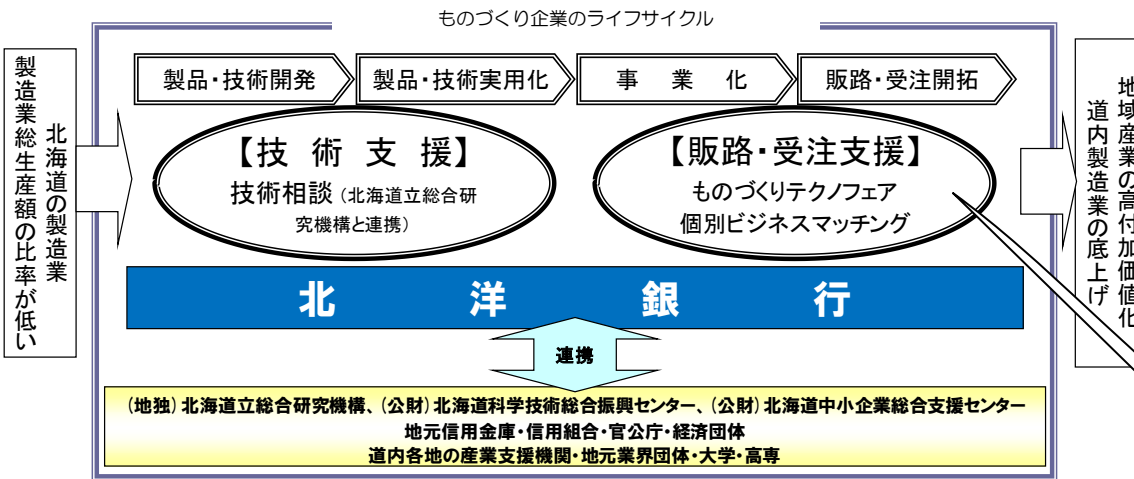 ものづくり企業のライフサイクル
北海道の製造業
製造業総生産額の比率が低い
製品・技術開発
製品・技術実用化
事業化
販路・受注開拓
【技術支援】
技術相談（北海道立総合研
究機構と連携）
【販路・受注支援】
ものづくりテクノフェア
個別ビジネスマッチング
地域産業の高付加価値化
道内製造業の底上げ
北洋銀行
連携
（地独）北海道立総合研究機構、（公財）北海道科学技術総合振興センター、（公財）北海道中小企業総合支援センター
地元信用金庫・信用組合・官公庁・経済団体
道内各地の産業支援機関・地元業界団体・大学・高専